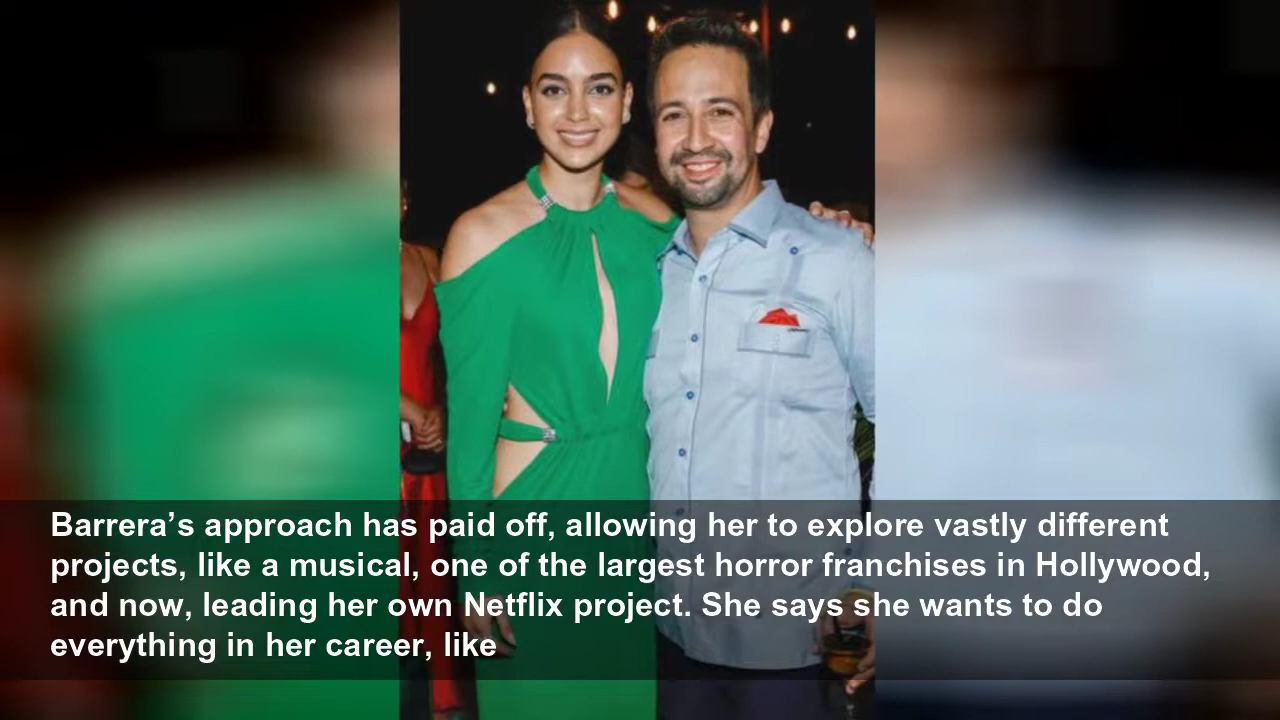 Barrera’s approach has paid off, allowing her to explore vastly different
projects, like a musical, one of the largest horror franchises in Hollywood,
and now, leading her own Netflix project. She says she wants to do
everything in her career, like